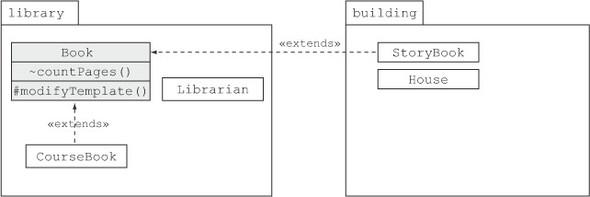 library
Book
~countPages()
#modifyTemplate()
Librarian
«extends»
CourseBook
«extends»
building
StoryBook
House